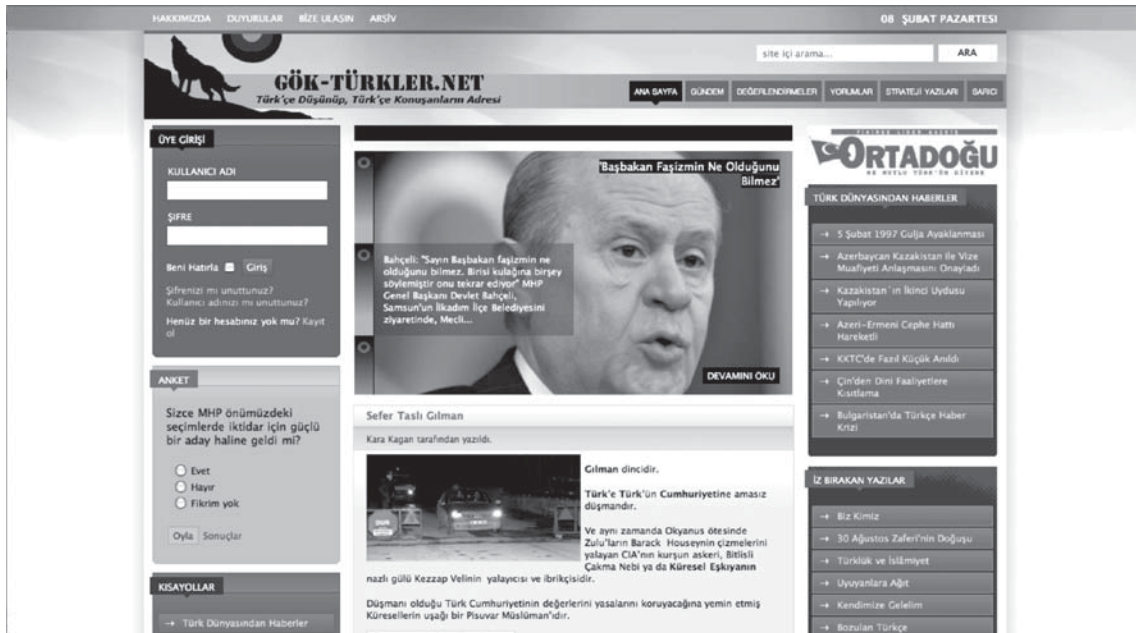 HAKKIMIZDA DUYURULAR BİZE ULAŞIN ARŞİV
08 ŞUBAT PAZARTESİ
site içi arama...
ARA
GÖK-TÜRKLER.NET
Türk'çe Düşünüp, Türk'çe Konuşanların Adresi
ANA SAYFA GÜNDEM DEĞERLENDİRMELER YORUMLAR STRATEJİ YAZILARI SARICI
ÜYE GİRİŞİ
KULLANICI ADI
ŞİFRE
Beni Hatırla Giriş
Şifrenizi mi unuttunuz?
Kullanıcı adınızı mı unuttunuz?
Henüz bir hesabınız yok mu? Kayıt
ol
ANKET
Sizce MHP önümüzdeki
seçimlerde iktidar için güçlü
bir aday haline geldi mi?
Evet
Hayır
Fikrim yok
Oyla Sonuçlar
KISAYOLLAR
→ Türk Dünyasından Haberler
'Başbakan Faşizmin Ne Olduğunu
Bilmez'
Bahçeli: "Sayın Başbakan faşizmin ne
olduğunu bilmez. Birisi kulağına birşey
söylemiştir onu tekrar ediyor" MHP
Genel Başkanı Devlet Bahçeli,
Samsun'un İlkadım İlçe Belediyesini
ziyaretinde, Mecli...
DEVAMINI OKU
Sefer Taslı Gılman
Kara Kagan tarafından yazıldı.
Gılman dincidir.
Türk'e Türk'ün Cumhuriyetine amasız
düşmandır.
Ve aynı zamanda Okyanus ötesinde
Zulu'ların Barack Houseynin çizmelerini
yalayan CIA'nın kurşun askeri, Bitlisli
Çakma Nebi ya da Küresel Eşkıyanın
nazlı gülü Kezzap Velinin yalayıcısı ve ibrikçisidir.
Düşmanı olduğu Türk Cumhuriyetinin değerlerini yasalarını koruyacağına yemin etmiş
Küresellerin uşağı bir Pisuvar Müslüman'ıdır.
ORTADOĞU
NE MUTLU TÜRK'ÜM DİYENE
TÜRK DÜNYASINDAN HABERLER
→ 5 Şubat 1997 Gulja Ayaklanması
→ Azerbaycan Kazakistan ile Vize
Muafiyeti Anlaşmasını Onayladı
→ Kazakistan`ın İkinci Uydusu
Yapılıyor
→ Azeri-Ermeni Cephe Hattı
Hareketli
→ KKTC'de Fazıl Küçük Anıldı
→ Çin'den Dini Faaliyetlere
Kısıtlama
→ Bulgaristan'da Türkçe Haber
Krizi
İZ BIRAKAN YAZILAR
→ Biz Kimiz
→ 30 Ağustos Zaferi'nin Doğuşu
→ Türklük ve İslâmiyet
→ Uyuyanlara Ağıt
→ Kendimize Gelelim
→ Bozulan Türkçe